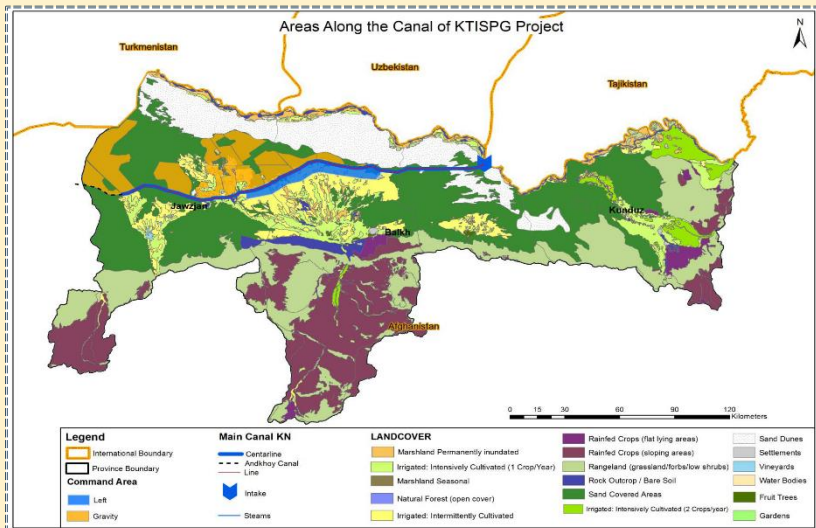 Areas Along the Canal of KTISPG Project
N
Turkmenistan
Uzbekistan
Tajikistan
Jawzjan
Balkh
Kunduz
Afghanistan
0 15 30 60 90 120
Kilometers
Legend
International Boundary
Province Boundary
Command Area
Left
Gravity
Main Canal KN
Centarline
Andkhoy Canal
Line
Intake
Steams
LANDCOVER
Marshland Permanently inundated
Irrigated: Intensively Cultivated (1 Crop/Year)
Marshland Seasonal
Natural Forest (open cover)
Irrigated: Intermittently Cultivated
Rainfed Crops (flat lying areas)
Rainfed Crops (sloping areas)
Rangeland (grassland/forbs/low shrubs)
Rock Outcrop / Bare Soil
Sand Covered Areas
Irrigated: Intensively Cultivated (2 Crops/year)
Sand Dunes
Settlements
Vineyards
Water Bodies
Fruit Trees
Gardens